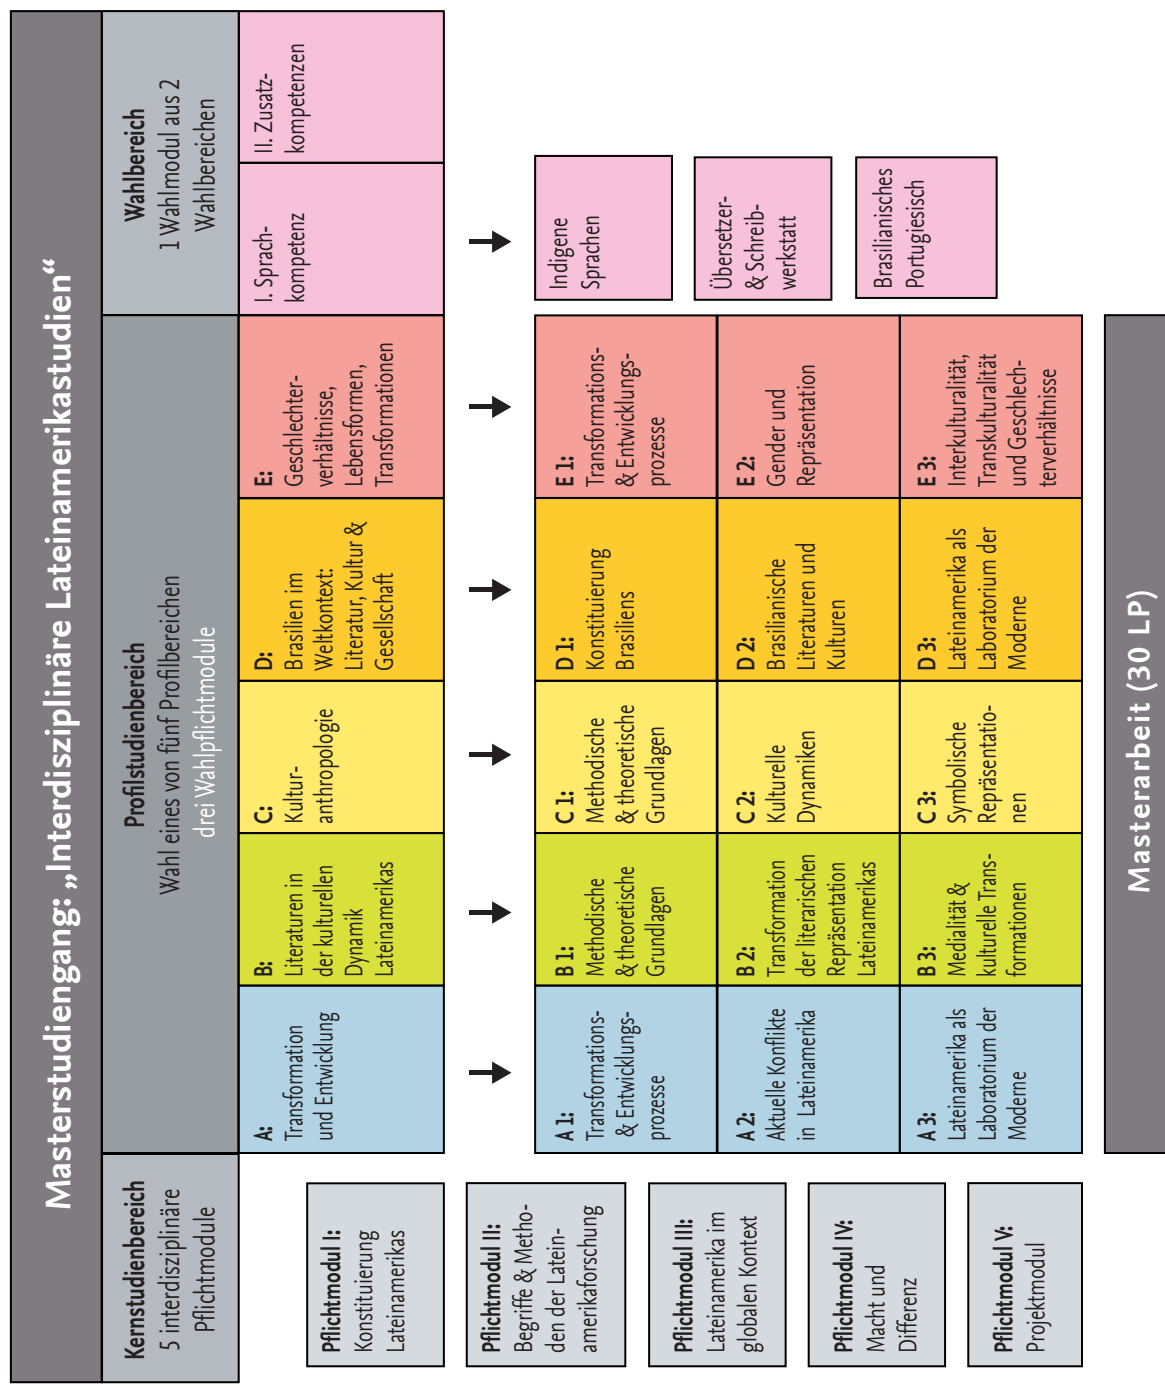 Masterstudiengang: „Interdisziplinäre Lateinamerikastudien“
Kernstudienbereich
5 interdisziplinäre
Pflichtmodule
Profilstudienbereich
Wahl eines von fünf Profilbereichen
drei Wahlpflichtmodule
Wahlbereich
1 Wahlmodul aus 2
Wahlbereichen
A:
Transformation
und Entwicklung
B:
Literaturen in
der kulturellen
Dynamik
Lateinamerikas
C:
Kultur-
anthropologie
D:
Brasilien im
Weltkontext:
Literatur, Kultur &
Gesellschaft
E:
Geschlechter-
verhältnisse,
Lebensformen,
Transformationen
I. Sprach-
kompetenz
II. Zusatz-
kompetenzen
Pflichtmodul I:
Konstituierung
Lateinamerikas
Pflichtmodul II:
Begriffe & Metho-
den der Latein-
amerikaforschung
Pflichtmodul III:
Lateinamerika im
globalen Kontext
Pflichtmodul IV:
Macht und
Differenz
Pflichtmodul V:
Projektmodul
A 1:
Transformations-
& Entwicklungs-
prozesse
B 1:
Methodische
& theoretische
Grundlagen
C 1:
Methodische
& theoretische
Grundlagen
D 1:
Konstituierung
Brasiliens
E 1:
Transformations-
& Entwicklungs-
prozesse
Indigene
Sprachen
A 2:
Aktuelle Konflikte
in Lateinamerika
B 2:
Transformation
der literarischen
Repräsentation
Lateinamerikas
C 2:
Kulturelle
Dynamiken
D 2:
Brasilianische
Literaturen und
Kulturen
E 2:
Gender und
Repräsentation
Übersetzer-
& Schreib-
werkstatt
A 3:
Lateinamerika als
Laboratorium der
Moderne
B 3:
Medialität &
kulturelle Trans-
formationen
C 3:
Symbolische
Repräsentatio-
nen
D 3:
Lateinamerika als
Laboratorium der
Moderne
E 3:
Interkulturalität,
Transkulturalität
und Geschlech-
terverhältnisse
Brasilianisches
Portugiesisch
Masterarbeit (30 LP)